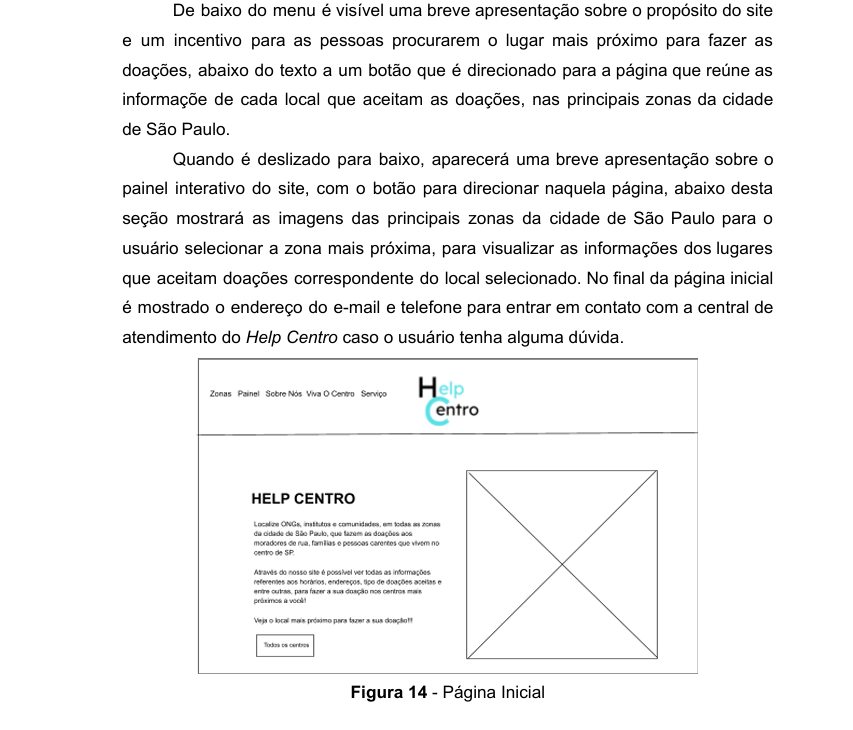 De baixo do menu é visível uma breve apresentação sobre o propósito do site
e um incentivo para as pessoas procurarem o lugar mais próximo para fazer as
doações, abaixo do texto a um botão que é direcionado para a página que reúne as
informaçõe de cada local que aceitam as doações, nas principais zonas da cidade
de São Paulo.
Quando é deslizado para baixo, aparecerá uma breve apresentação sobre o
painel interativo do site, com o botão para direcionar naquela página, abaixo desta
seção mostrará as imagens das principais zonas da cidade de São Paulo para o
usuário selecionar a zona mais próxima, para visualizar as informações dos lugares
que aceitam doações correspondente do local selecionado. No final da página inicial
é mostrado o endereço do e-mail e telefone para entrar em contato com a central de
atendimento do Help Centro caso o usuário tenha alguma dúvida.
Zonas Painel Sobre Nós Viva O Centro Serviço
Help
Centro
HELP CENTRO
Localize ONGs, institutos e comunidades, em todas as zonas
da cidade de São Paulo, que fazem as doações aos
moradores de rua, famílias e pessoas carentes que vivem no
centro de SP.
Através do nosso site é possível ver todas as informações
referentes aos horários, endereços, tipo de doações aceitas e
entre outras, para fazer a sua doação nos centros mais
próximos a você!
Veja o local mais próximo para fazer a sua doação!!!
Todos os centros
Figura 14 - Página Inicial